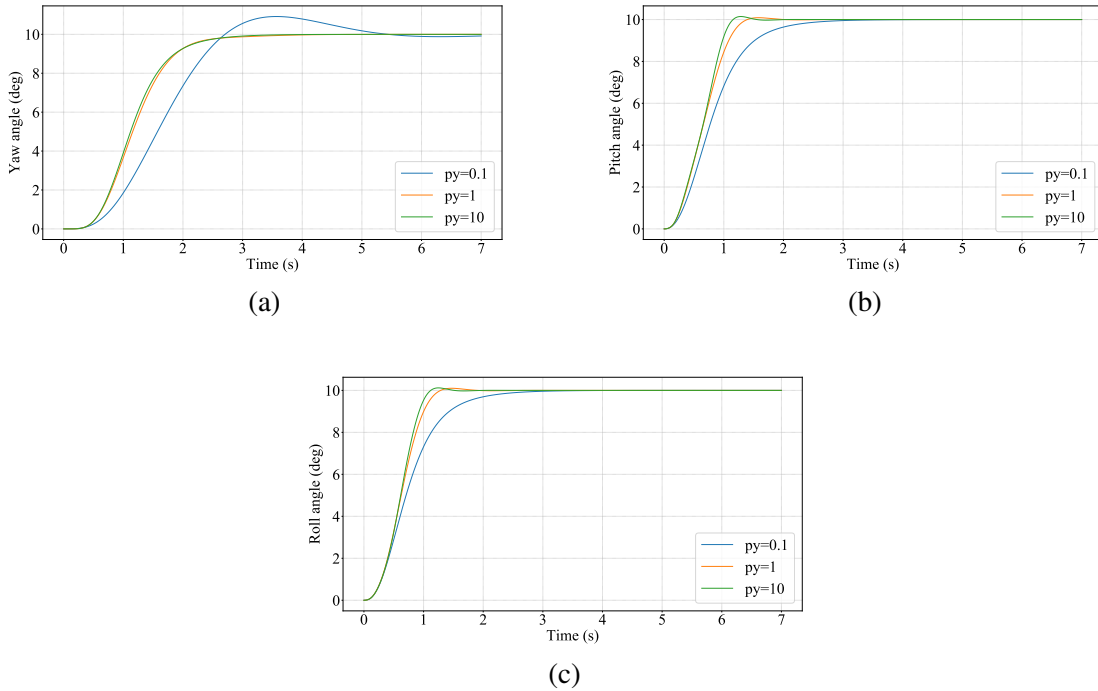 Yaw angle (deg)
10
8
6
4
2
0
py=0.1
py=1
py=10
0 1 2 3 4 5 6 7
Time (s)
(a)
Pitch angle (deg)
10
8
6
4
2
0
py=0.1
py=1
py=10
0 1 2 3 4 5 6 7
Time (s)
(b)
Roll angle (deg)
10
8
6
4
2
0
py=0.1
py=1
py=10
0 1 2 3 4 5 6 7
Time (s)
(c)